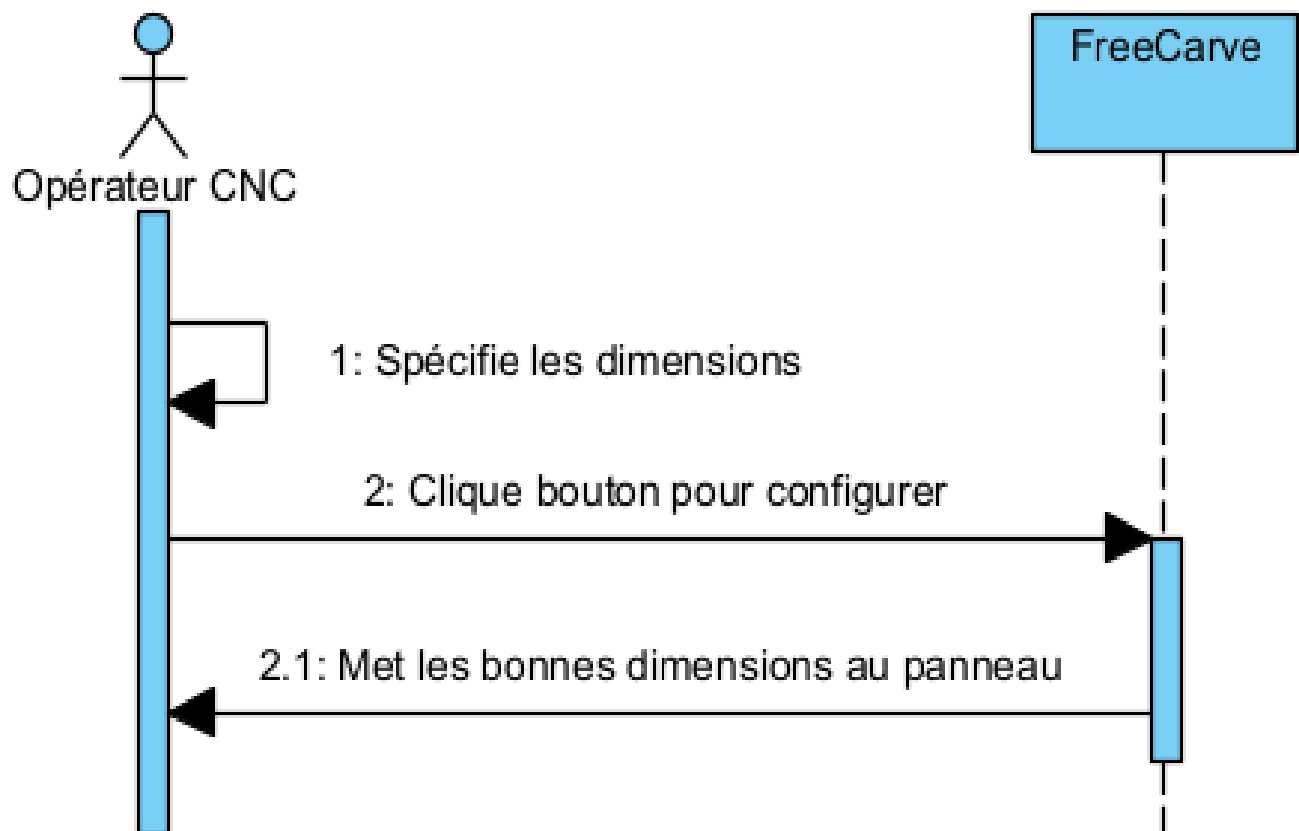 FreeCarve
Opérateur CNC
1: Spécifie les dimensions
2: Clique bouton pour configurer
2.1: Met les bonnes dimensions au panneau